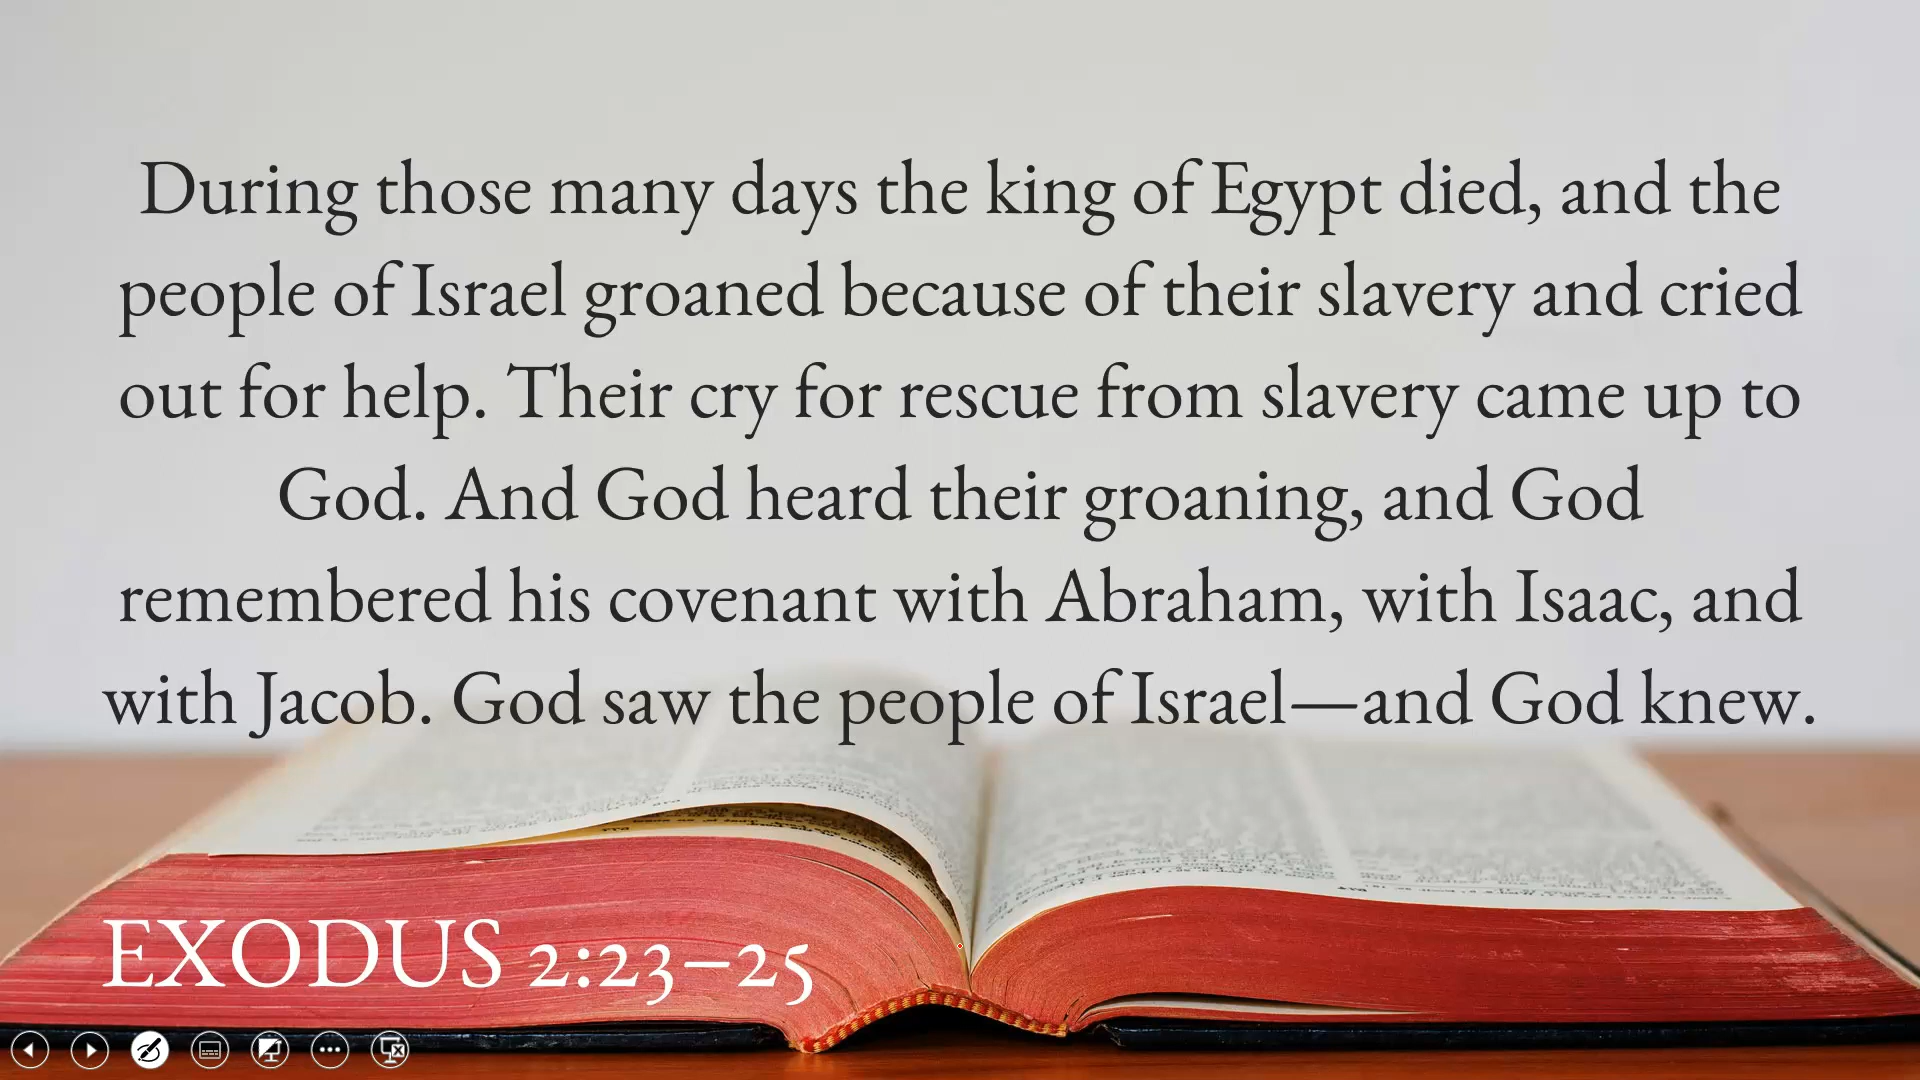 During those many days the king of Egypt died, and the
people of Israel groaned because of their slavery and cried
out for help. Their cry for rescue from slavery came up to
God. And God heard their groaning, and God
remembered his covenant with Abraham, with Isaac, and
with Jacob. God saw the people of Israel—and God knew.
EXODUS 2:23–25